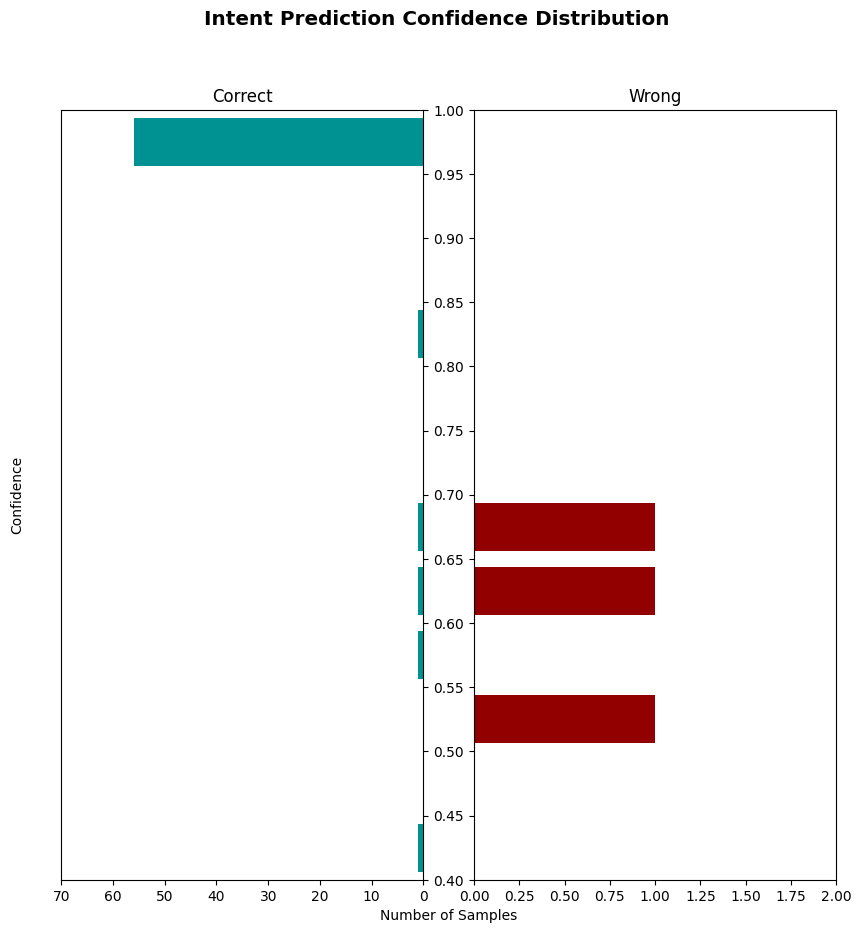 Intent Prediction Confidence Distribution
Correct
Wrong
1.00
0.95
0.90
0.85
0.80
0.75
0.70
0.65
0.60
0.55
0.50
0.45
0.40
Confidence
70 60 50 40 30 20 10 0
0.00 0.25 0.50 0.75 1.00 1.25 1.50 1.75 2.00
Number of Samples